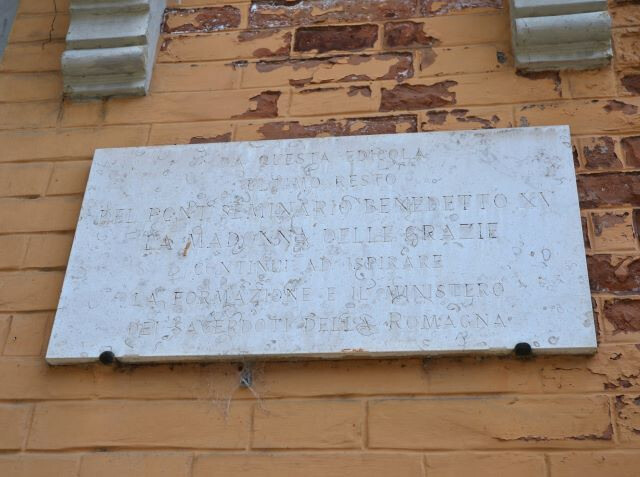 DA QUESTA EDICOLA
ULTIMO RESTO
DEL PONT. SEMINARIO BENEDETTO XV
LA MADONNA DELLE GRAZIE
CONTINUI AD ISPIRARE
LA FORMAZIONE E IL MINISTERO
DEI SACERDOTI DELLA ROMAGNA